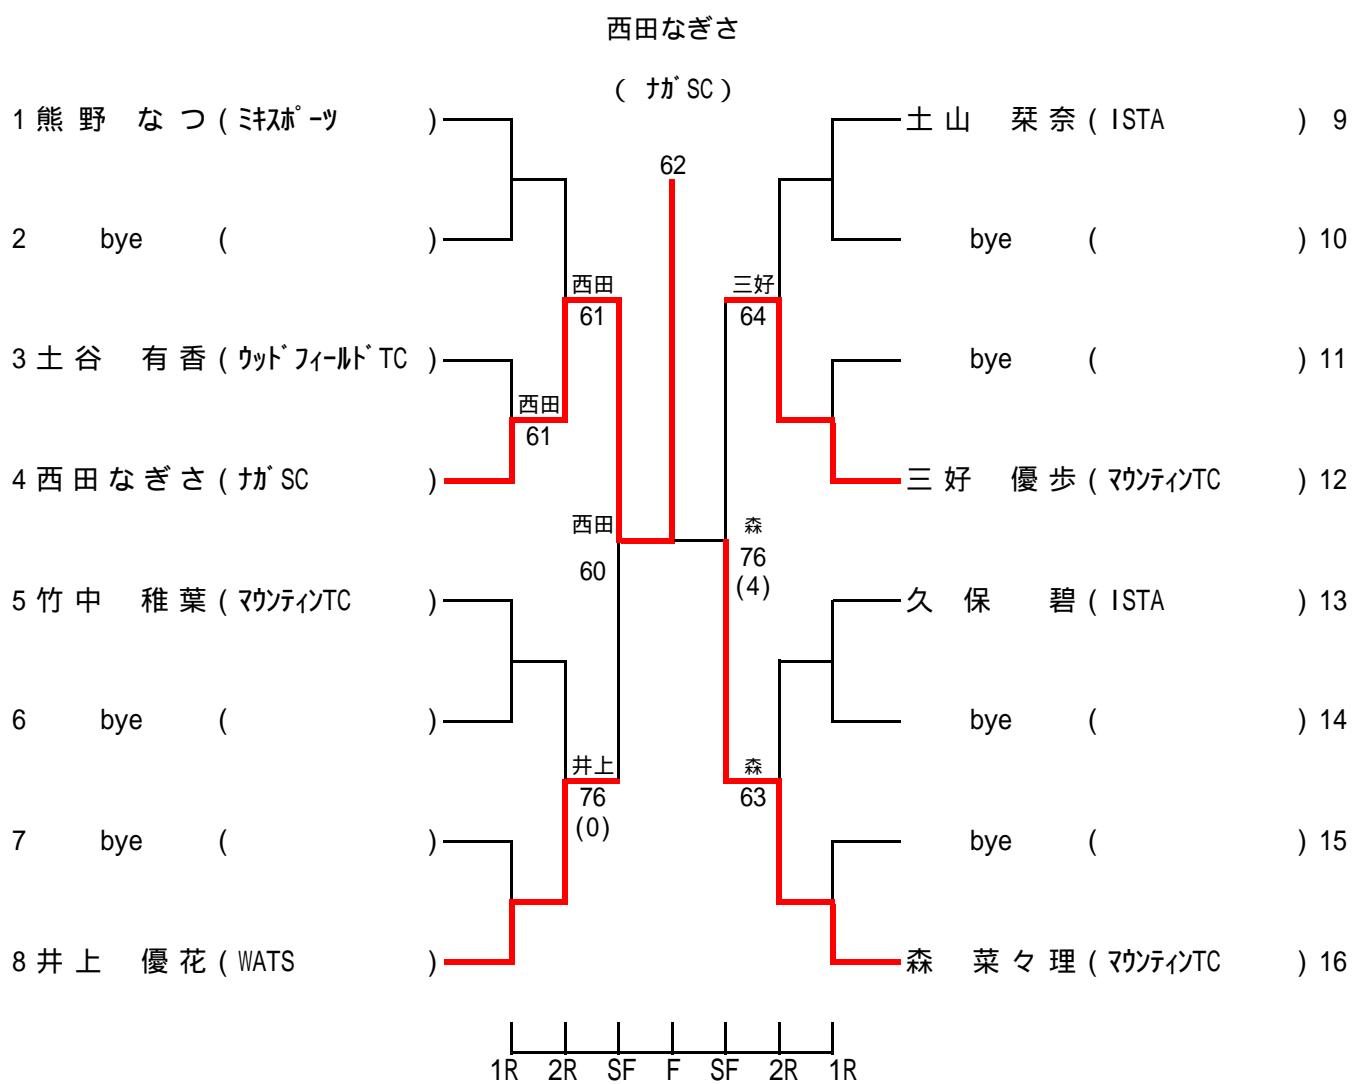 西田なぎさ
( ナガSC )
1 熊野 なつ ( ミキスポーツ ) 土山 栞奈 ( ISTA ) 9
62
2 bye ( ) bye ( ) 10
西田 三好
61 64
3 土谷 有香 ( ウッドフィールドTC ) bye ( ) 11
西田
61
4 西田なぎさ ( ナガSC ) 三好 優歩 ( マウンティンTC ) 12
西田 森
60 76
(4)
5 竹中 稚葉 ( マウンティンTC ) 久保 碧 ( ISTA ) 13
6 bye ( ) bye ( ) 14
井上 森
76 63
(0)
7 bye ( ) bye ( ) 15
8 井上 優花 ( WATS ) 森 菜々理 ( マウンティンTC ) 16
1R 2R SF F SF 2R 1R